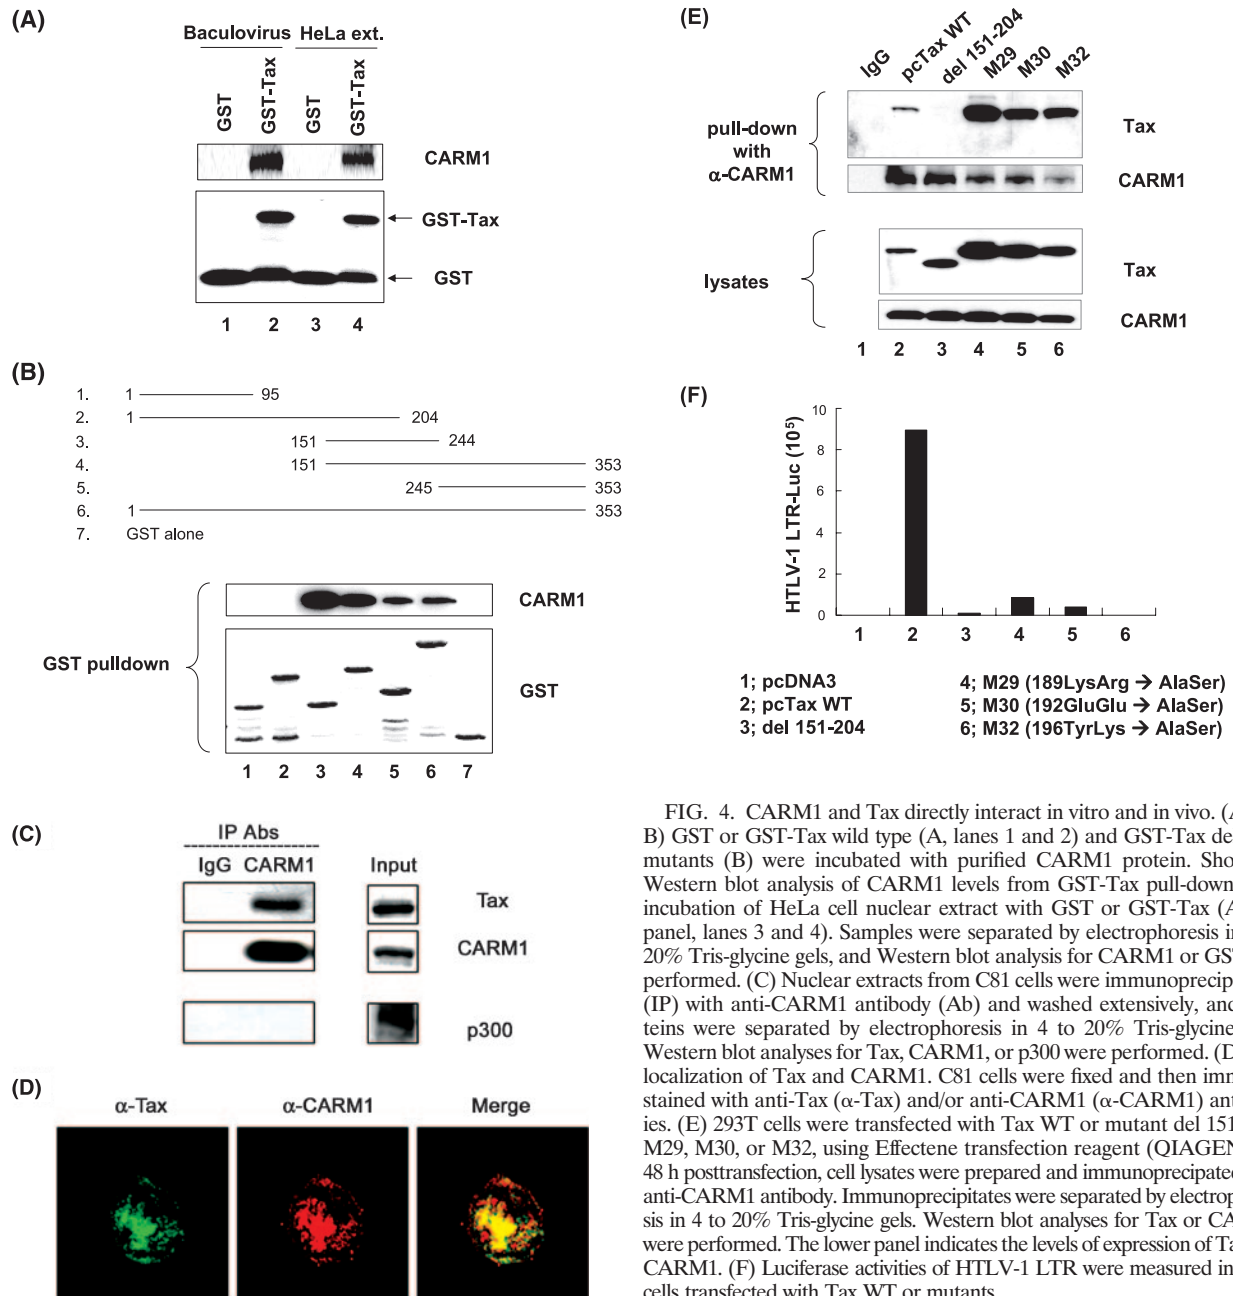 (A)
Baculovirus HeLa ext.
GST GST-Tax GST GST-Tax
CARM1
GST-Tax
GST
1 2 3 4
(B)
1. 1 95
2. 1 204
3. 151 244
4. 151 353
5. 245 353
6. 1 353
7. GST alone
GST pulldown
CARM1
GST
1 2 3 4 5 6 7
(C)
IP Abs
IgG CARM1 Input
Tax
CARM1
p300
(D)
α-Tax α-CARM1 Merge
(E)
IgG pcTax WT del 151-204 M29 M30 M32
pull-down
with
α-CARM1
Tax
CARM1
lysates
Tax
CARM1
1 2 3 4 5 6
(F)
HTLV-1 LTR-Luc (10⁵)
10
8
6
4
2
0
1 2 3 4 5 6
1; pcDNA3
2; pcTax WT
3; del 151-204
4; M29 (189LysArg → AlaSer)
5; M30 (192GluGlu → AlaSer)
6; M32 (196TyrLys → AlaSer)
FIG. 4. CARM1 and Tax directly interact in vitro and in vivo. (A
B) GST or GST-Tax wild type (A, lanes 1 and 2) and GST-Tax de
mutants (B) were incubated with purified CARM1 protein. Sho
Western blot analysis of CARM1 levels from GST-Tax pull-down
incubation of HeLa cell nuclear extract with GST or GST-Tax (A
panel, lanes 3 and 4). Samples were separated by electrophoresis in
20% Tris-glycine gels, and Western blot analysis for CARM1 or GST
performed. (C) Nuclear extracts from C81 cells were immunoprecip
(IP) with anti-CARM1 antibody (Ab) and washed extensively, and
teins were separated by electrophoresis in 4 to 20% Tris-glycine
Western blot analyses for Tax, CARM1, or p300 were performed. (D
localization of Tax and CARM1. C81 cells were fixed and then imm
stained with anti-Tax (α-Tax) and/or anti-CARM1 (α-CARM1) ant
ies. (E) 293T cells were transfected with Tax WT or mutant del 151
M29, M30, or M32, using Effectene transfection reagent (QIAGEN
48 h posttransfection, cell lysates were prepared and immunoprecipated
anti-CARM1 antibody. Immunoprecipitates were separated by electrop
sis in 4 to 20% Tris-glycine gels. Western blot analyses for Tax or CA
were performed. The lower panel indicates the levels of expression of Ta
CARM1. (F) Luciferase activities of HTLV-1 LTR were measured in
cells transfected with Tax WT or mutants.